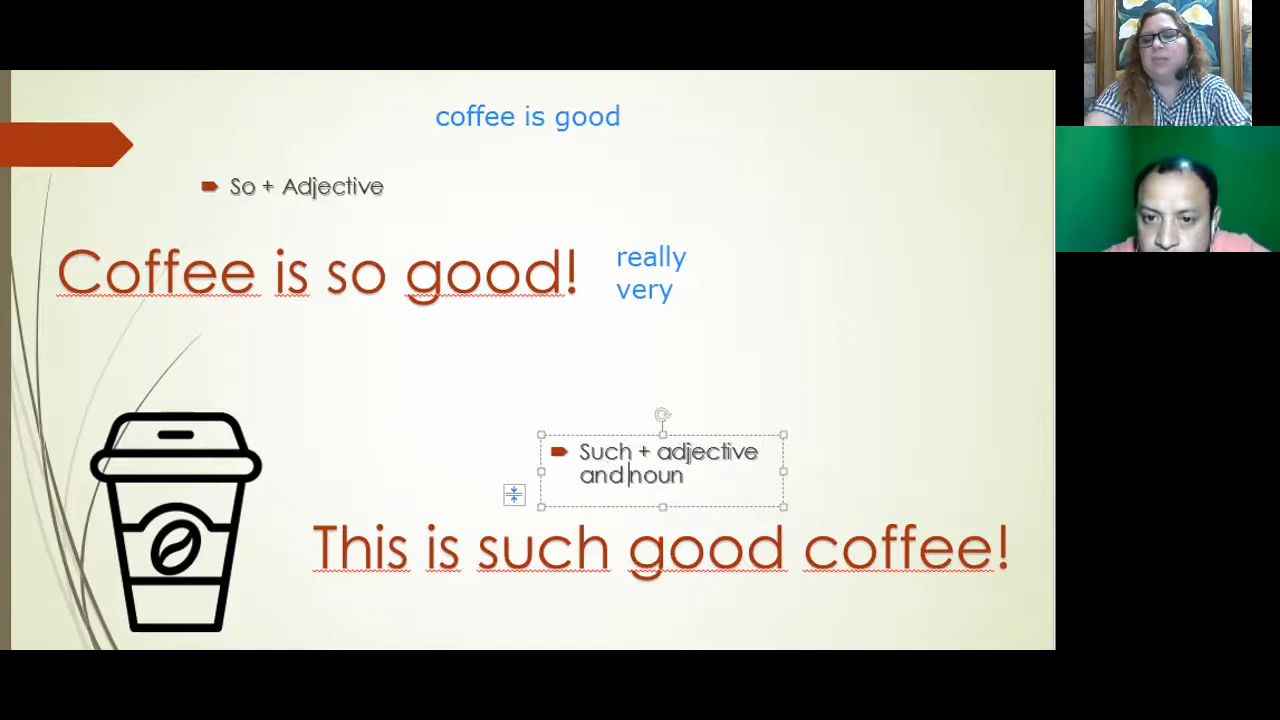 coffee is good
So + Adjective
Coffee is so good!
really
very
Such + adjective
and noun
This is such good coffee!